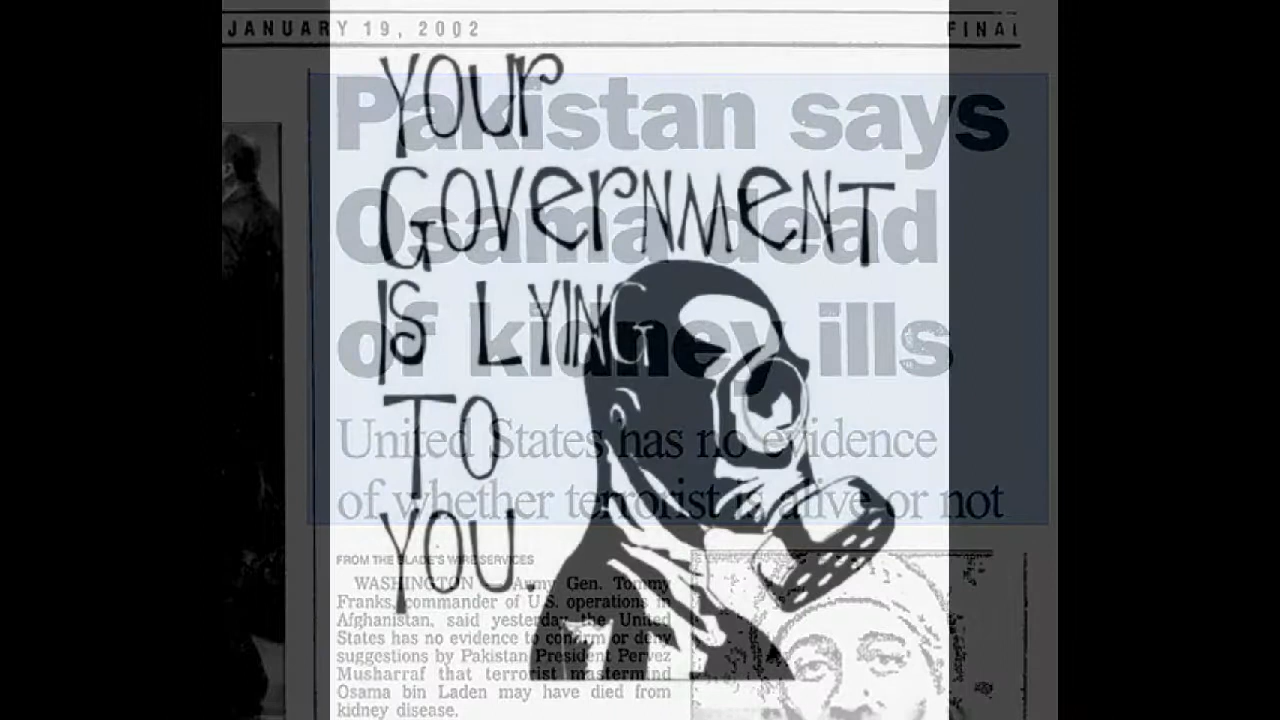 JANUARY 19, 2002
FINAL
YOUR
GOVERNMENT
IS LYING
TO
YOU.
Pakistan says
Osama dead
of kidney ills
United States has no evidence
of whether terrorist is alive or not
FROM THE BLADE'S WIRE SERVICES
WASHINGTON — Army Gen. Tommy
Franks, commander of U.S. operations in
Afghanistan, said yesterday the United
States has no evidence to confirm or deny
suggestions by Pakistan President Pervez
Musharraf that terrorist mastermind
Osama bin Laden may have died from
kidney disease.